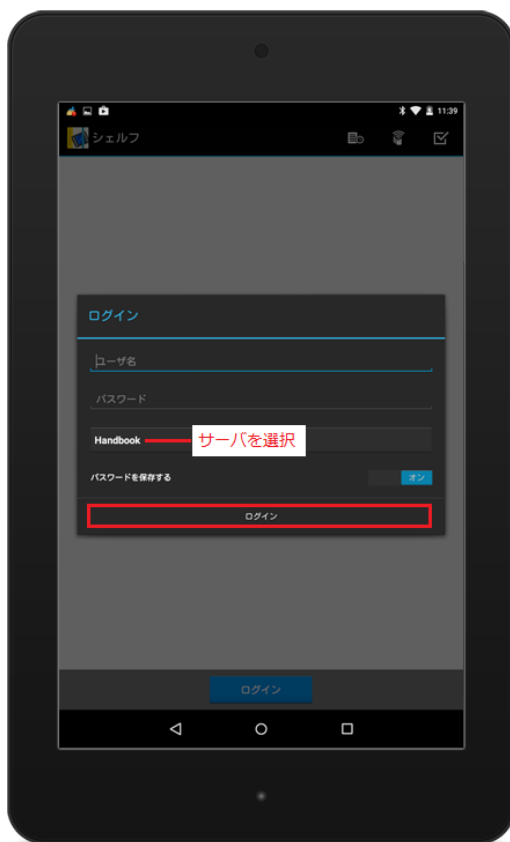 11:39
シェルフ
ログイン
ユーザ名
パスワード
Handbook
サーバを選択
パスワードを保存する
オン
ログイン
ログイン